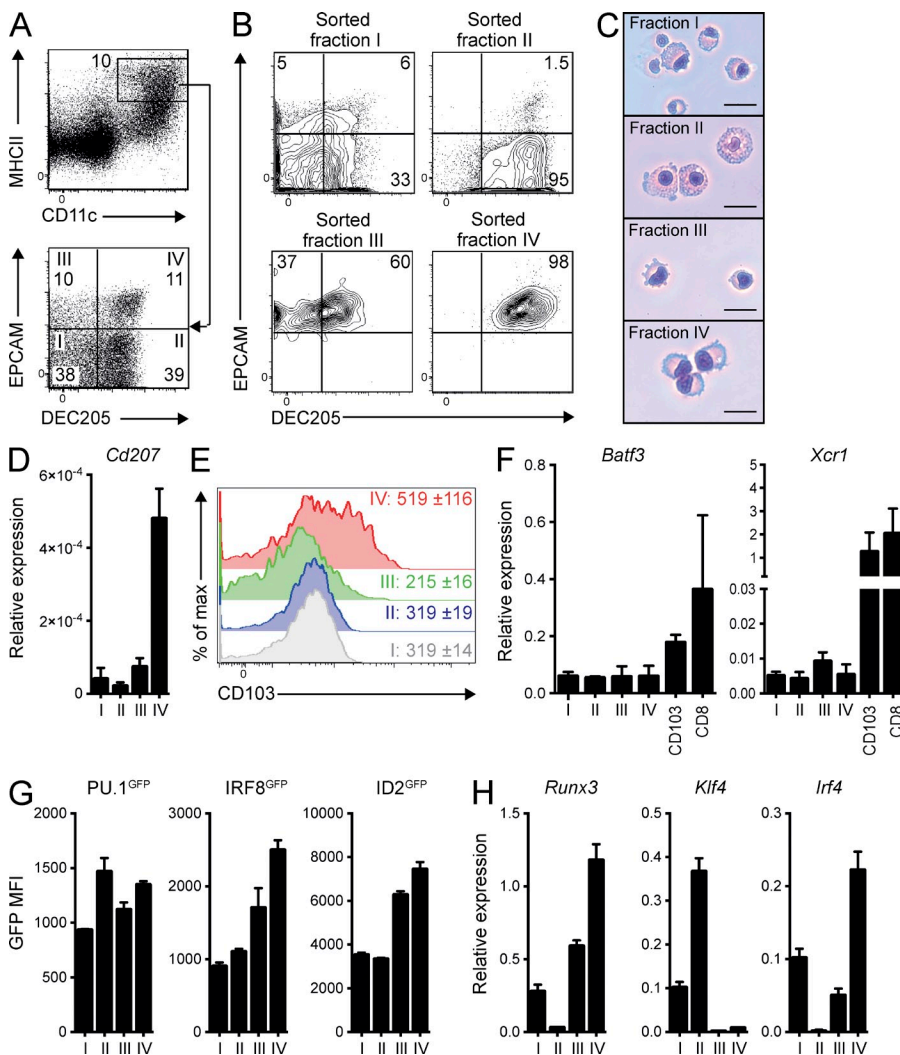 A
10
MHCII
0
0
CD11c
III
IV
10
11
I
II
38
39
EPCAM
0
0
DEC205
B
Sorted
fraction I
Sorted
fraction II
5
6
1.5
33
95
0
0
0
0
Sorted
fraction III
Sorted
fraction IV
37
60
98
EPCAM
0
0
0
0
DEC205
C
Fraction I
Fraction II
Fraction III
Fraction IV
D
Cd207
Relative expression
6×10⁻⁴
4×10⁻⁴
2×10⁻⁴
0
I II III IV
E
% of max
IV: 519 ±116
III: 215 ±16
II: 319 ±19
I: 319 ±14
0
CD103
F
Batf3
Relative expression
0.8
0.6
0.4
0.2
0.0
I II III IV CD103 CD8
Xcr1
5
4
3
2
1
0.03
0.02
0.01
0.00
I II III IV CD103 CD8
G
GFP MFI
PU.1GFP
2000
1500
1000
500
0
I II III IV
IRF8GFP
3000
2000
1000
0
I II III IV
ID2GFP
10000
8000
6000
4000
2000
0
I II III IV
H
Relative expression
Runx3
1.5
1.0
0.5
0.0
I II III IV
Klf4
0.5
0.4
0.3
0.2
0.1
0.0
I II III IV
Irf4
0.3
0.2
0.1
0.0
I II III IV